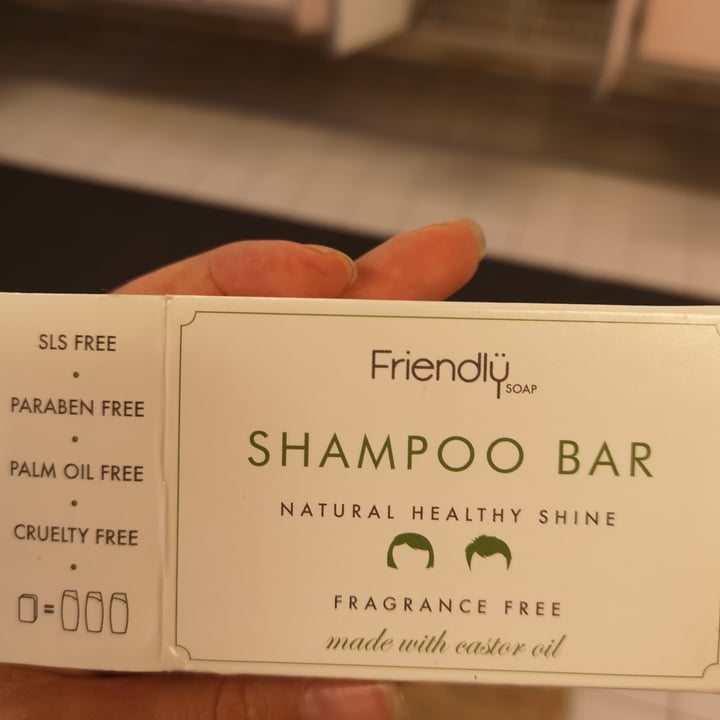 SLS FREE
•
PARABEN FREE
•
PALM OIL FREE
•
CRUELTY FREE
•
=
Friendlÿ
SOAP
SHAMPOO BAR
NATURAL HEALTHY SHINE
FRAGRANCE FREE
made with castor oil